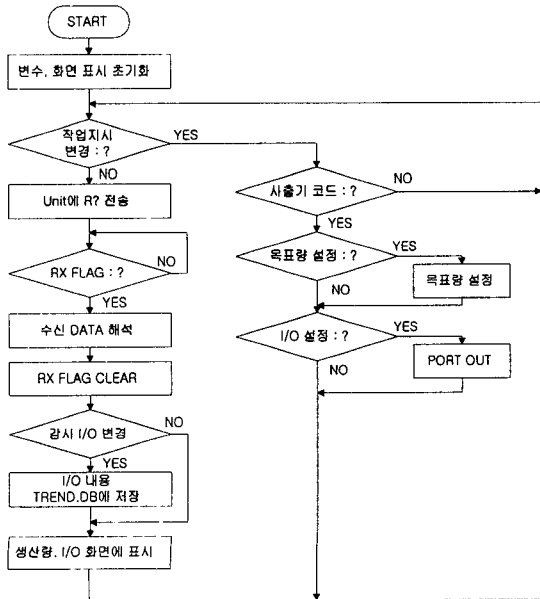 START
변수, 화면 표시 초기화
작업지시
변경 : ?
YES
NO
Unit에 R? 전송
사출기 코드 : ?
NO
YES
RX FLAG : ?
NO
YES
목표량 설정 : ?
YES
NO
목표량 설정
수신 DATA 해석
I/O 설정 : ?
YES
NO
PORT OUT
RX FLAG CLEAR
감시 I/O 변경
NO
YES
I/O 내용
TREND.DB에 저장
생산량, I/O 화면에 표시